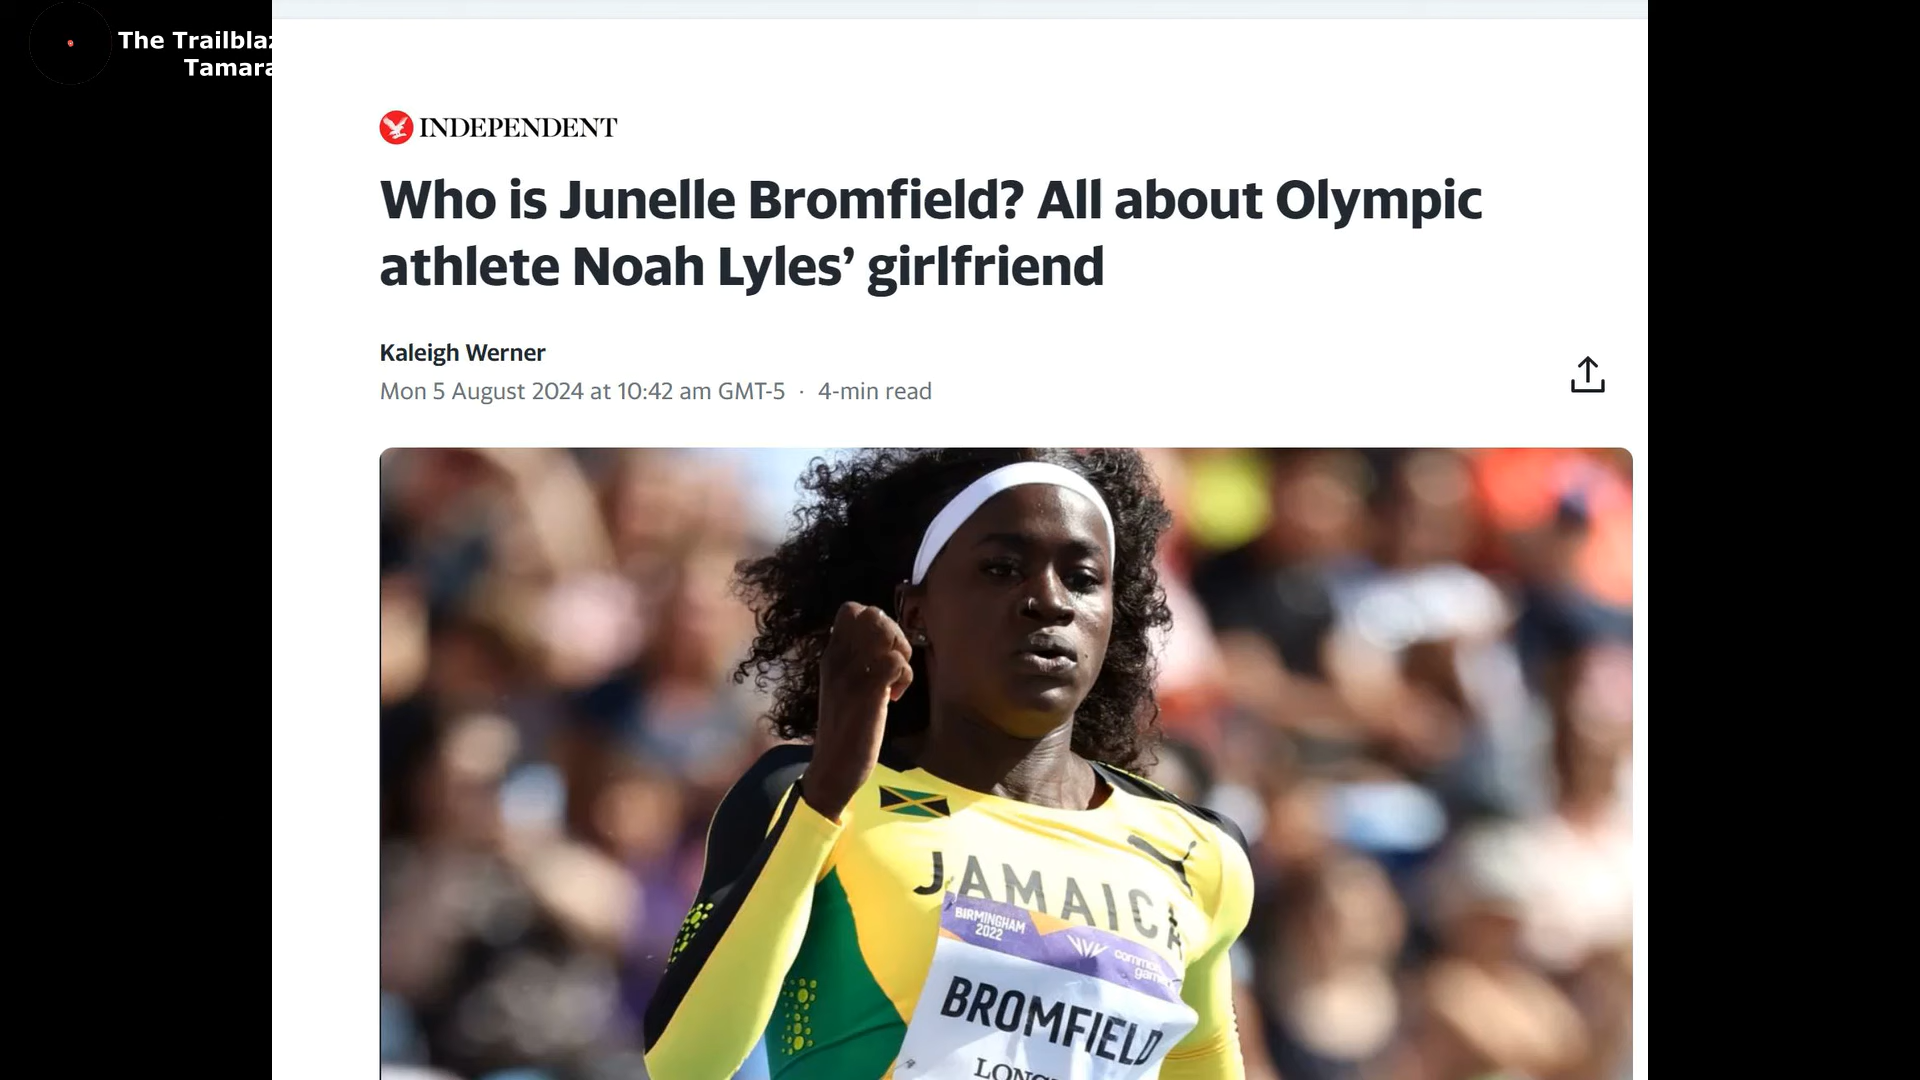 The Trailblaz
Tamara
INDEPENDENT
Who is Junelle Bromfield? All about Olympic
athlete Noah Lyles’ girlfriend
Kaleigh Werner
Mon 5 August 2024 at 10:42 am GMT-5 · 4-min read
JAMAICA
BIRMINGHAM
2022
BROMFIELD